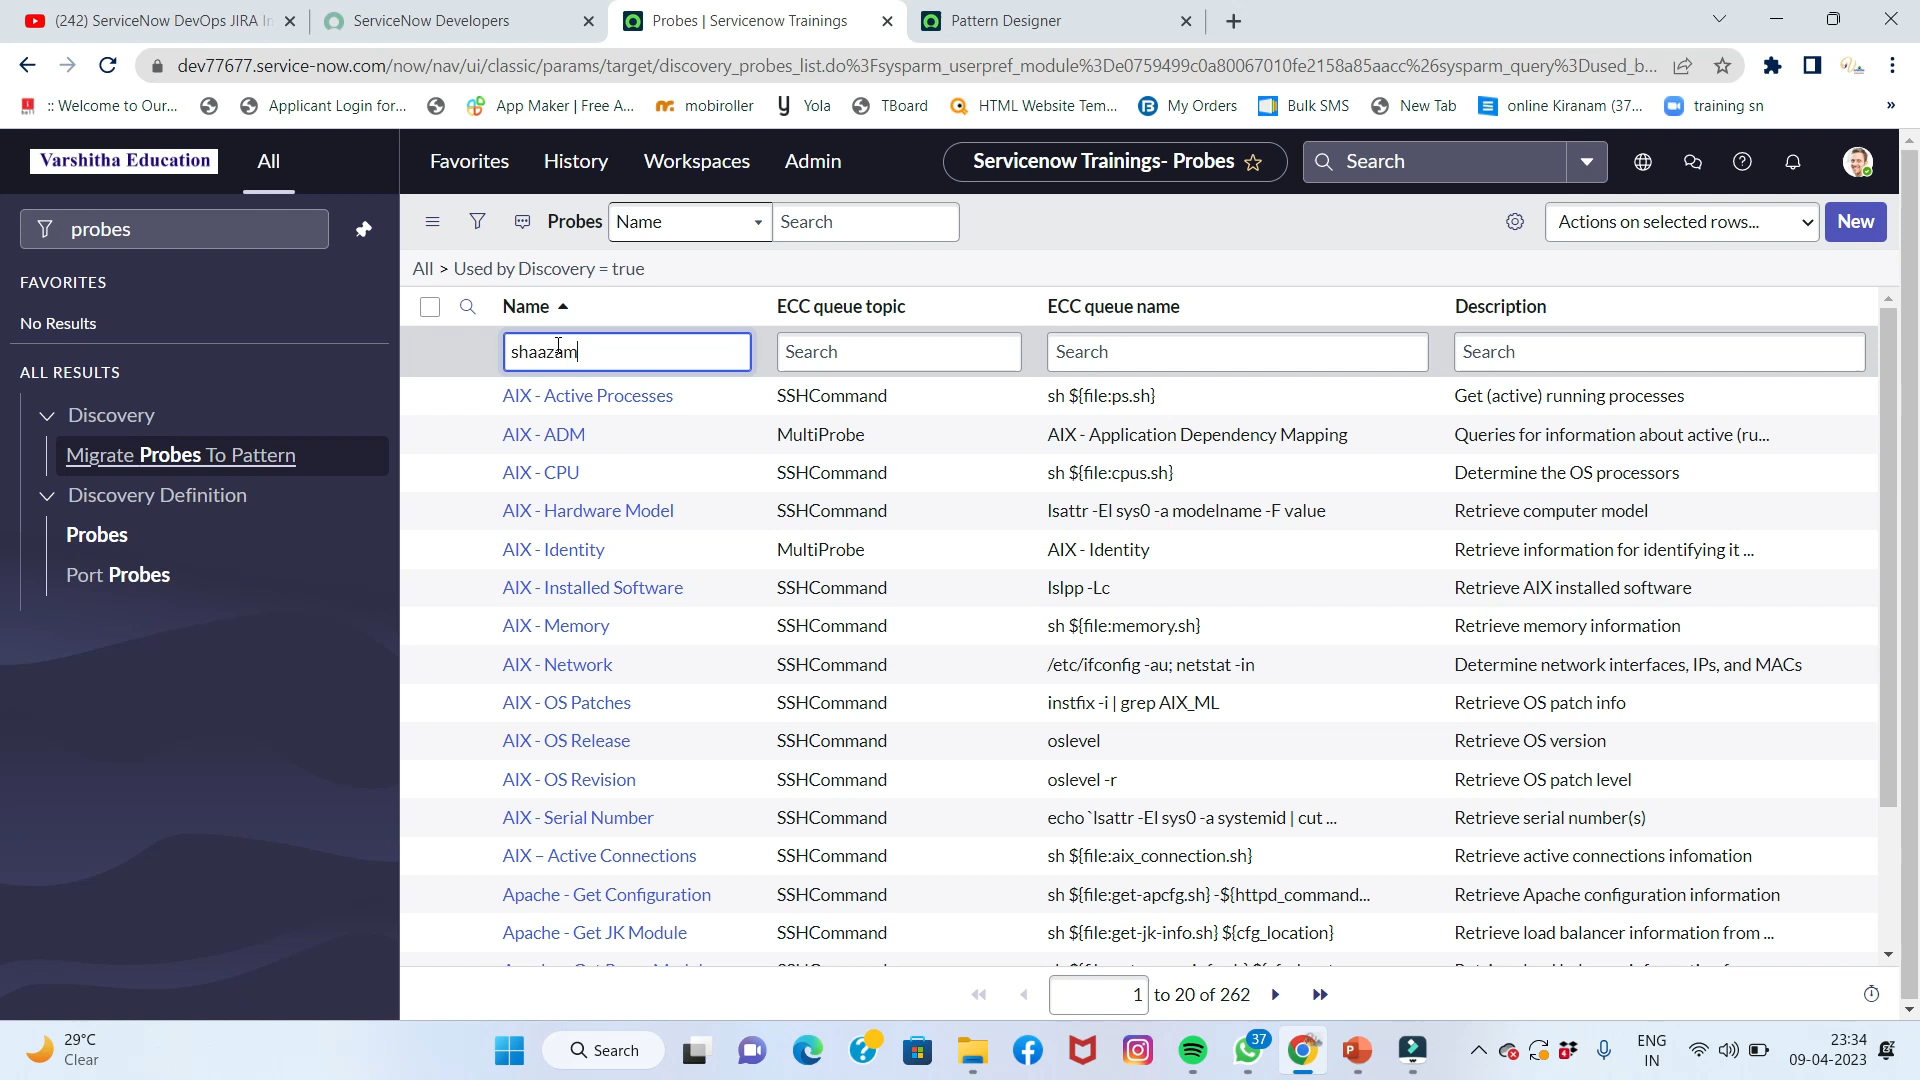 (242) ServiceNow DevOps JIRA In
ServiceNow Developers
Probes | Servicenow Trainings
Pattern Designer
dev77677.service-now.com/now/nav/ui/classic/params/target/discovery_probes_list.do%3Fsysparm_userpref_module%3De0759499c0a80067010fe2158a85aacc%26sysparm_query%3Dused_b...
:: Welcome to Our...
Applicant Login for...
App Maker | Free A...
mobiroller
Yola
TBoard
HTML Website Tem...
My Orders
Bulk SMS
New Tab
online Kiranam (37...
training sn
»
Varshitha Education
All
Favorites
History
Workspaces
Admin
Servicenow Trainings- Probes
Search
probes
Probes
Name
Search
Actions on selected rows...
New
FAVORITES
No Results
ALL RESULTS
Discovery
Migrate Probes To Pattern
Discovery Definition
Probes
Port Probes
All > Used by Discovery = true
Name ECC queue topic ECC queue name Description
shaazam Search Search Search
AIX - Active Processes SSHCommand sh ${file:ps.sh} Get (active) running processes
AIX - ADM MultiProbe AIX - Application Dependency Mapping Queries for information about active (ru...
AIX - CPU SSHCommand sh ${file:cpus.sh} Determine the OS processors
AIX - Hardware Model SSHCommand lsattr -El sys0 -a modelname -F value Retrieve computer model
AIX - Identity MultiProbe AIX - Identity Retrieve information for identifying it ...
AIX - Installed Software SSHCommand lslpp -Lc Retrieve AIX installed software
AIX - Memory SSHCommand sh ${file:memory.sh} Retrieve memory information
AIX - Network SSHCommand /etc/ifconfig -au; netstat -in Determine network interfaces, IPs, and MACs
AIX - OS Patches SSHCommand instfix -i | grep AIX_ML Retrieve OS patch info
AIX - OS Release SSHCommand oslevel Retrieve OS version
AIX - OS Revision SSHCommand oslevel -r Retrieve OS patch level
AIX - Serial Number SSHCommand echo `lsattr -El sys0 -a systemid | cut ... Retrieve serial number(s)
AIX – Active Connections SSHCommand sh ${file:aix_connection.sh} Retrieve active connections infomation
Apache - Get Configuration SSHCommand sh ${file:get-apcfg.sh} -${httpd_command... Retrieve Apache configuration information
Apache - Get JK Module SSHCommand sh ${file:get-jk-info.sh} ${cfg_location} Retrieve load balancer information from ...
1 to 20 of 262
29°C
Clear
Search
37
ENG
IN
23:34
09-04-2023